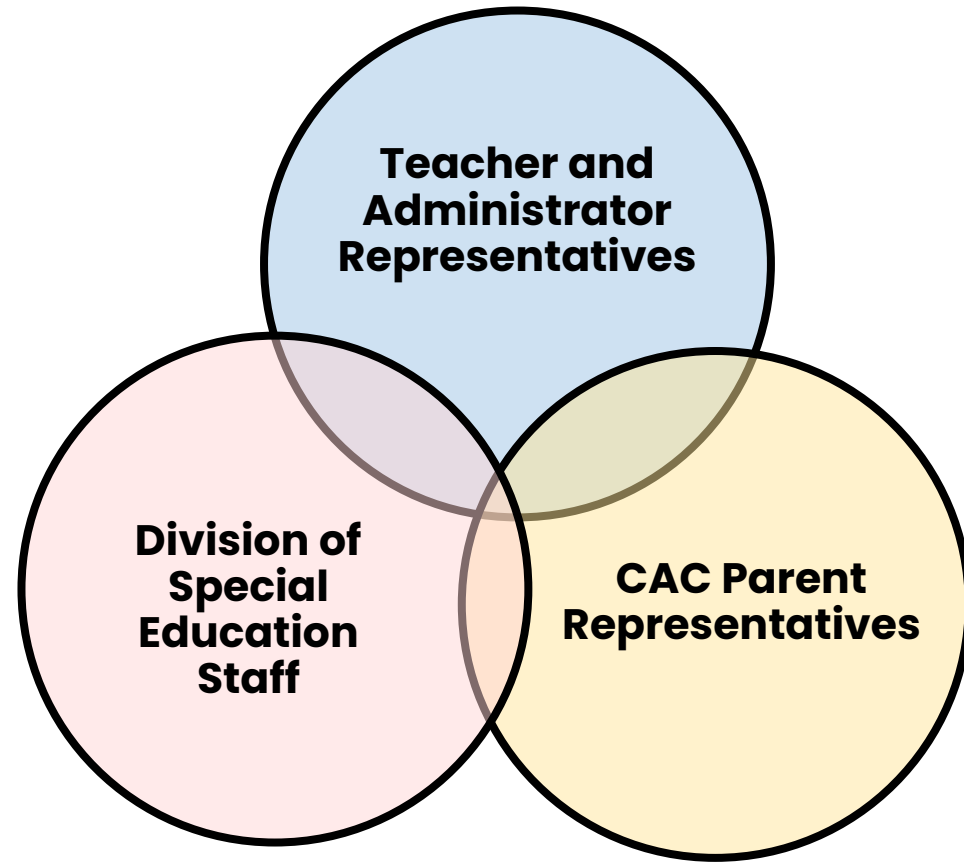 Teacher and
Administrator
Representatives
Division of
Special
Education
Staff
CAC Parent
Representatives